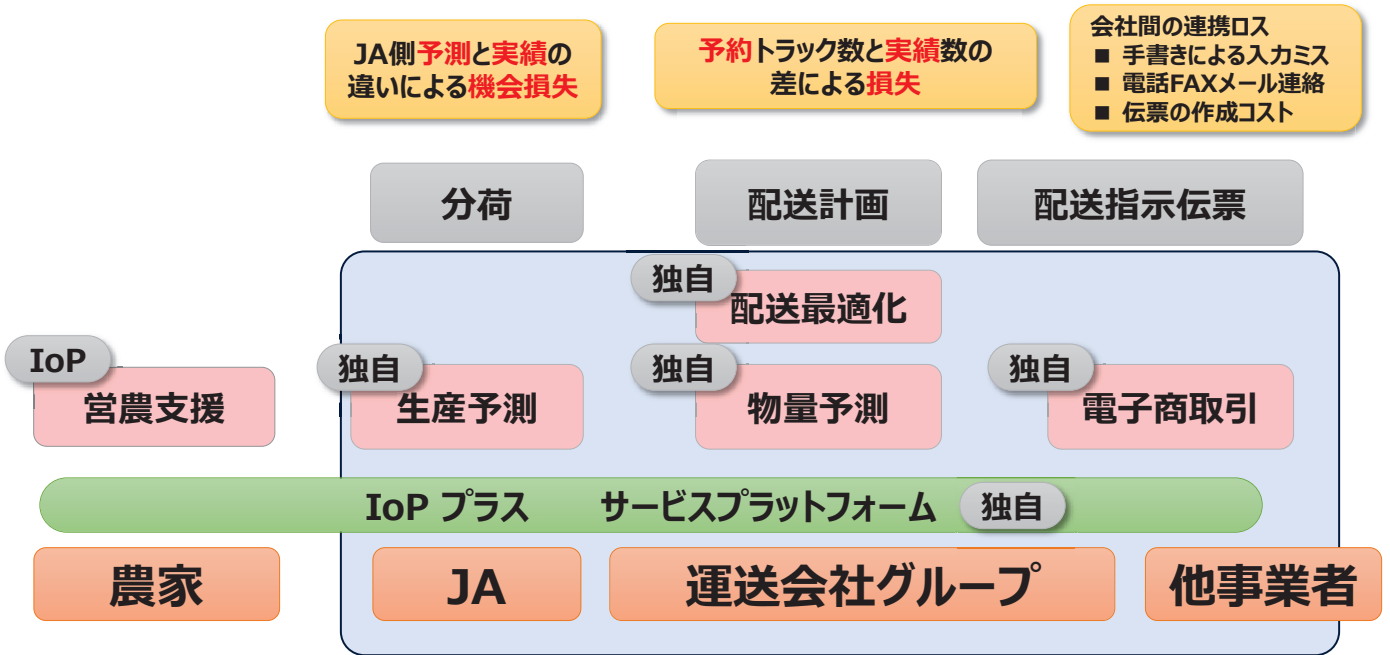 JA側予測と実績の
違いによる機会損失
予約トラック数と実績数の
差による損失
会社間の連携ロス
■ 手書きによる入力ミス
■ 電話FAXメール連絡
■ 伝票の作成コスト
分荷
配送計画
配送指示伝票
独自
配送最適化
IoP
営農支援
独自
生産予測
独自
物量予測
独自
電子商取引
IoP プラス サービスプラットフォーム 独自
農家
JA
運送会社グループ
他事業者